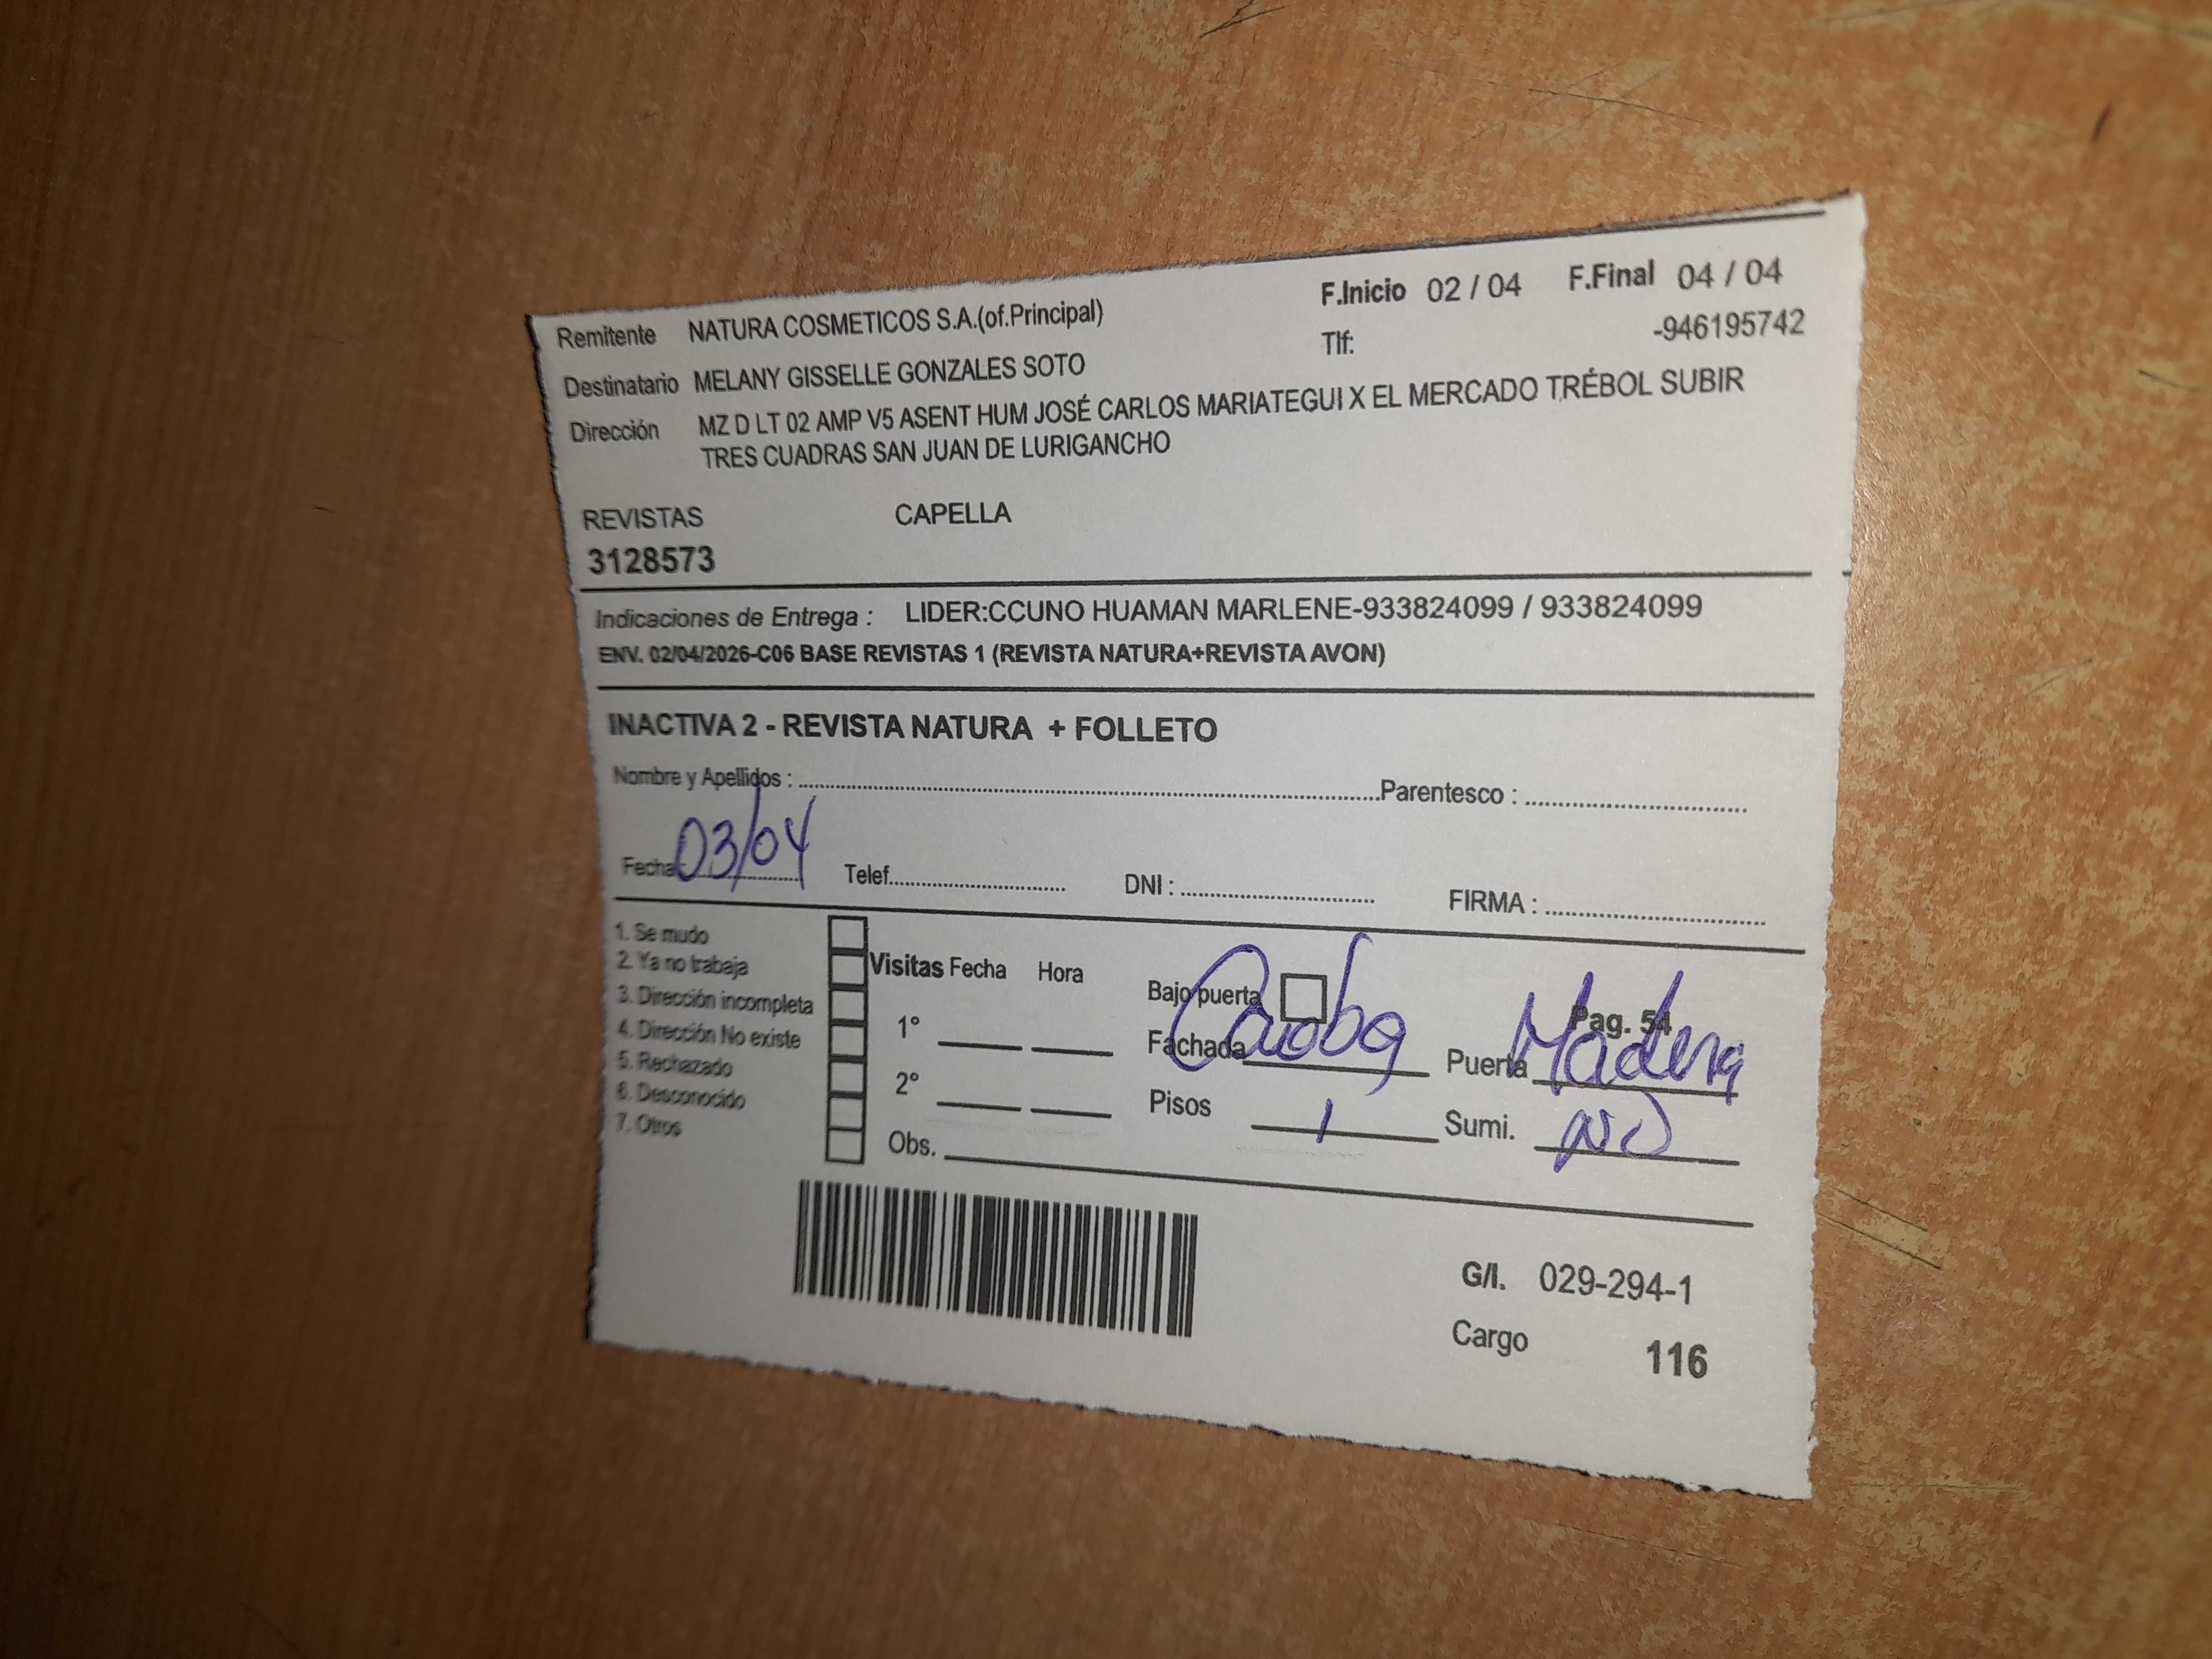 Remitente NATURA COSMETICOS S.A.(of.Principal) F.Inicio 02 / 04 F.Final 04 / 04
Tlf: -946195742
Destinatario MELANY GISSELLE GONZALES SOTO
Dirección MZ D LT 02 AMP V5 ASENT HUM JOSÉ CARLOS MARIATEGUI X EL MERCADO TRÉBOL SUBIR
TRES CUADRAS SAN JUAN DE LURIGANCHO
REVISTAS CAPELLA
3128573
Indicaciones de Entrega : LIDER:CCUNO HUAMAN MARLENE-933824099 / 933824099
ENV. 02/04/2026-C06 BASE REVISTAS 1 (REVISTA NATURA+REVISTA AVON)
INACTIVA 2 - REVISTA NATURA + FOLLETO
Nombre y Apellidos : Parentesco :
Fecha 03/04 Telef. DNI : FIRMA :
1. Se mudo
2. Ya no trabaja
3. Dirección incompleta
4. Dirección No existe
5. Rechazado
6. Desconocido
7. Otros
Visitas Fecha Hora
1°
2°
Obs.
Bajo puerta Pag. 54
Fachada Caoba Puerta Madera
Pisos 1 Sumi. NO
G/I. 029-294-1
Cargo 116